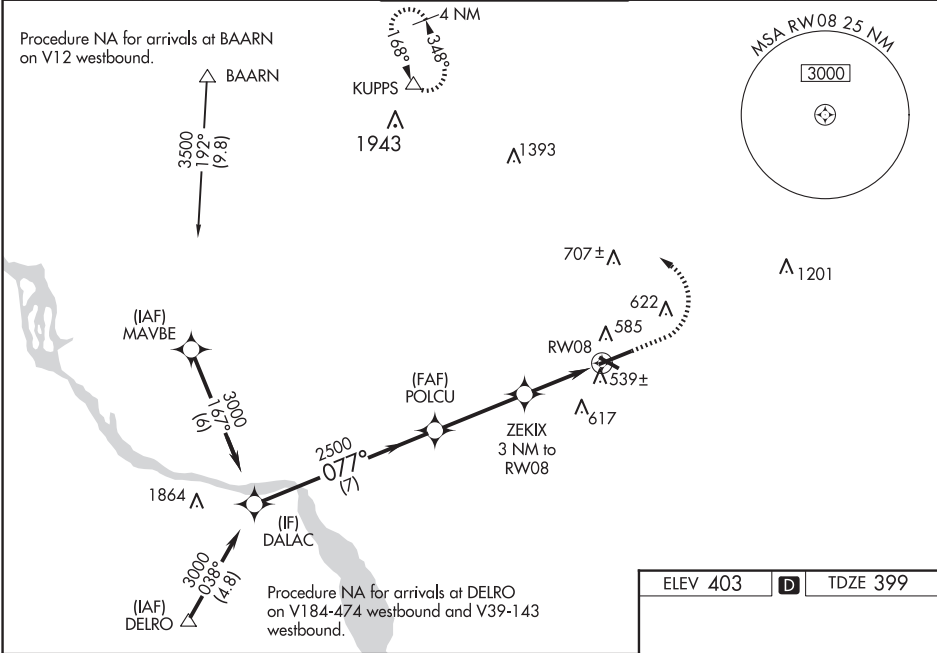 Procedure NA for arrivals at BAARN
on V12 westbound.
BAARN
3500
192°
(9.8)
4 NM
168°
348°
KUPPS
1943
1393
MSA RW08 25 NM
3000
707±
1201
622
585
RW08
539±
617
(IAF)
MAVBE
3000
167°
(6)
(FAF)
POLCU
ZEKIX
3 NM to
RW08
2500
077°
(7)
1864
(IF)
DALAC
3000
038°
(4.8)
(IAF)
DELRO
Procedure NA for arrivals at DELRO
on V184-474 westbound and V39-143
westbound.
ELEV 403
D
TDZE 399